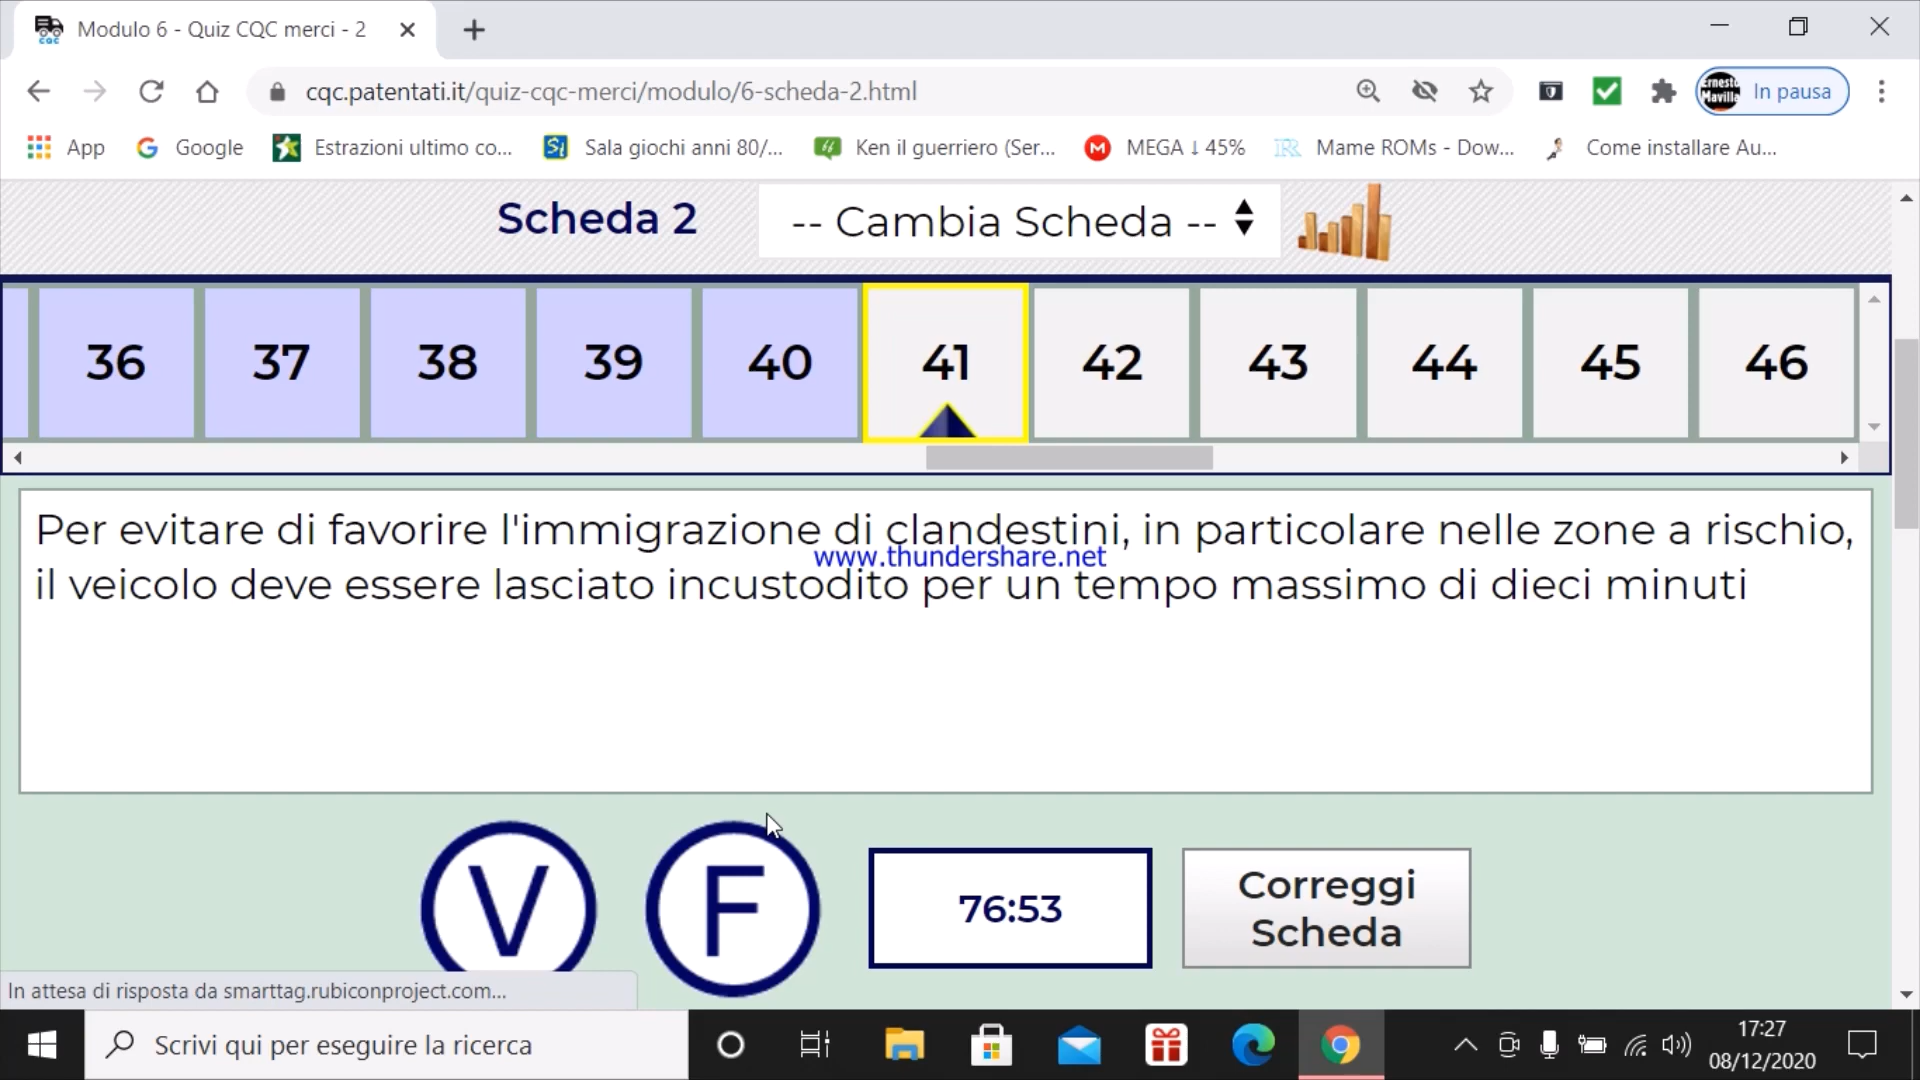 Modulo 6 - Quiz CQC merci - 2
cqc.patentati.it/quiz-cqc-merci/modulo/6-scheda-2.html
In pausa
App
Google
Estrazioni ultimo co...
Sala giochi anni 80/...
Ken il guerriero (Ser...
MEGA ↓ 45%
Mame ROMs - Dow...
Come installare Au...
Scheda 2
-- Cambia Scheda --
36 37 38 39 40 41 42 43 44 45 46
Per evitare di favorire l'immigrazione di clandestini, in particolare nelle zone a rischio,
www.thundershare.net
il veicolo deve essere lasciato incustodito per un tempo massimo di dieci minuti
V
F
76:53
Correggi
Scheda
In attesa di risposta da smarttag.rubiconproject.com...
Scrivi qui per eseguire la ricerca
17:27
08/12/2020